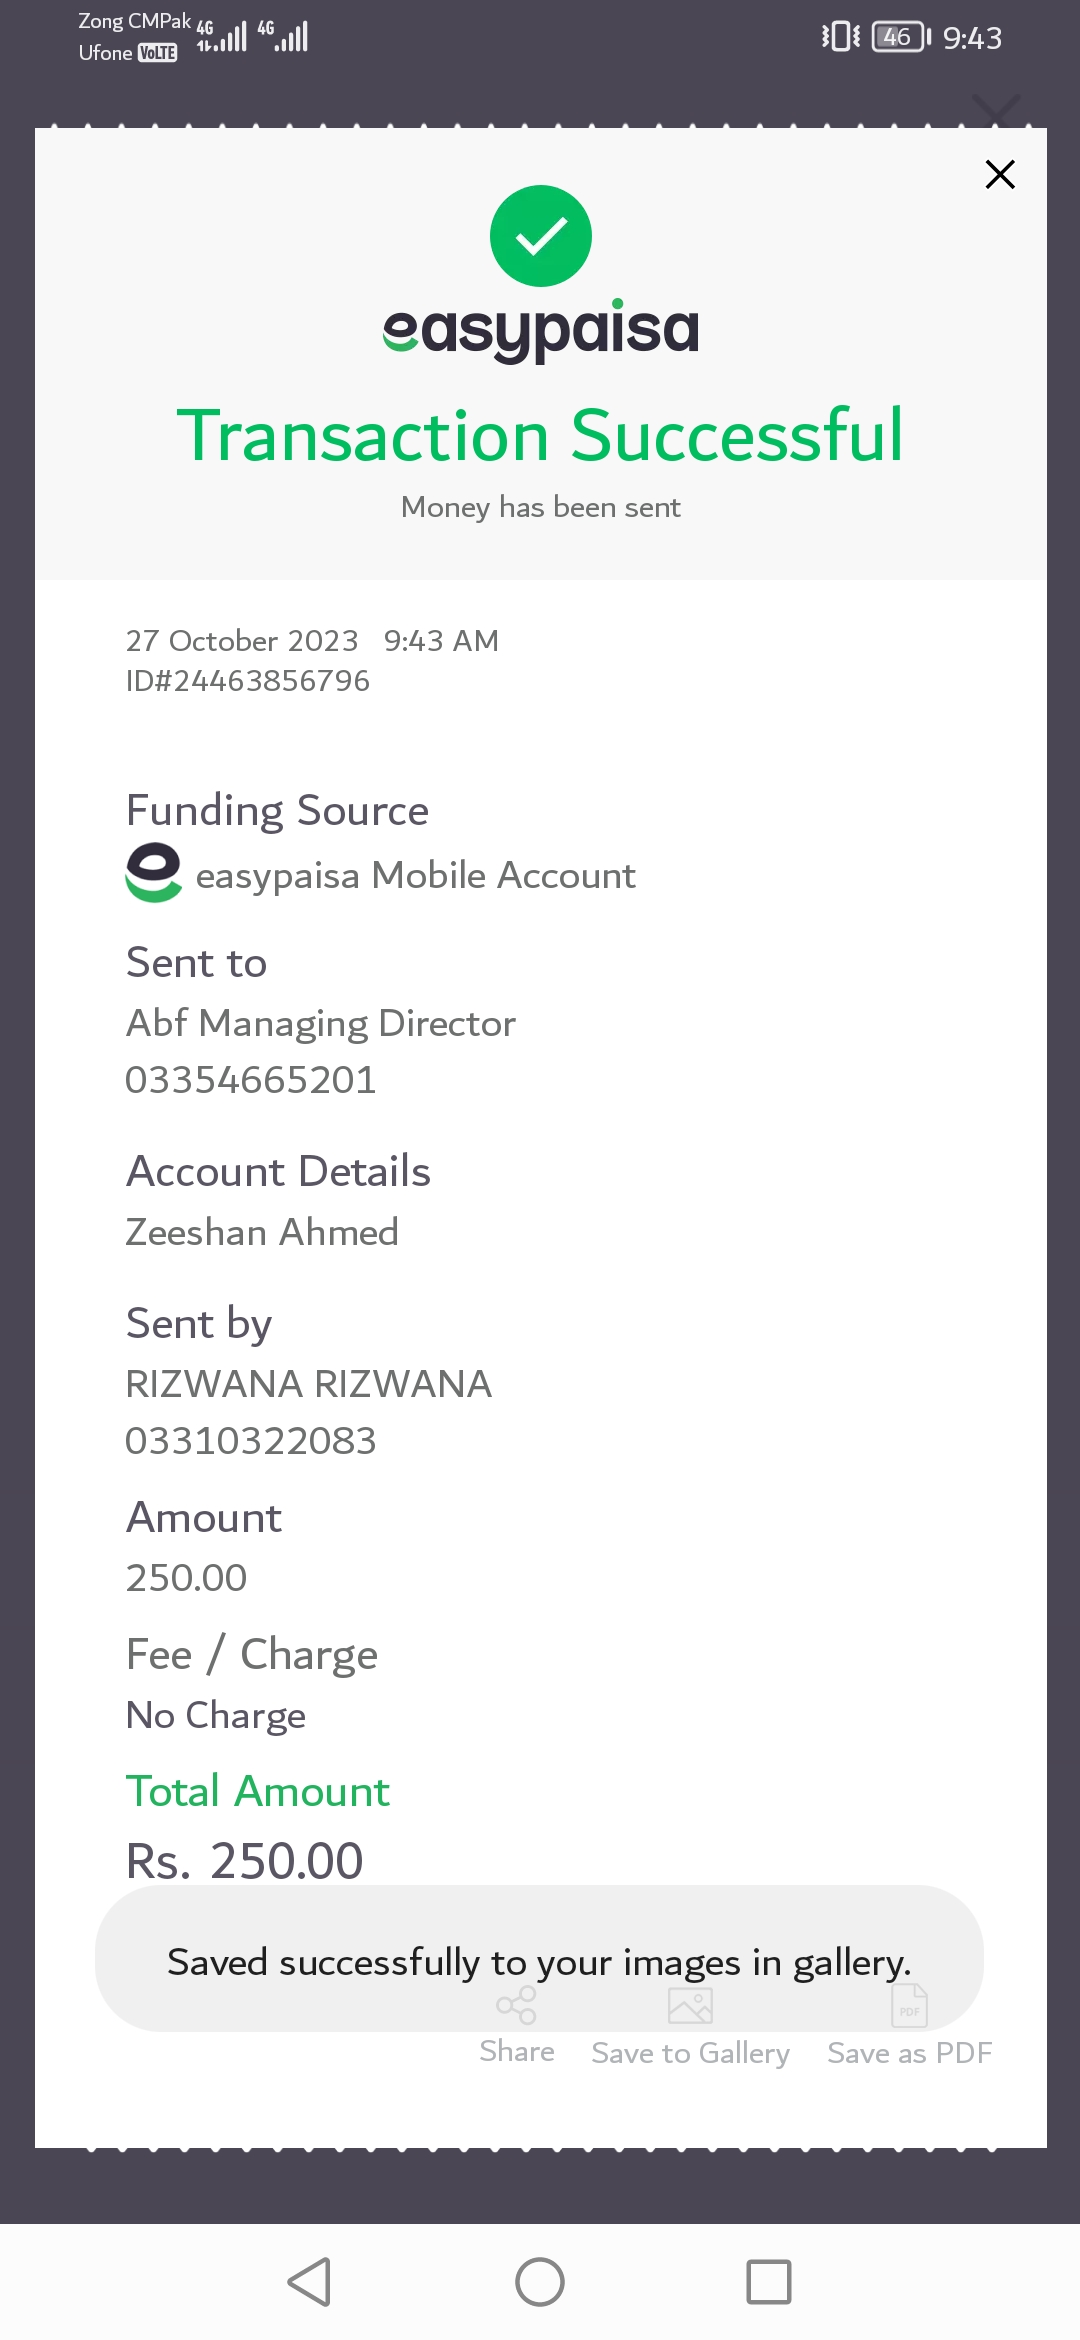 Zong CMPak
Ufone VoLTE
4G 4G
46 9:43
easypaisa
Transaction Successful
Money has been sent
27 October 2023 9:43 AM
ID#24463856796
Funding Source
easypaisa Mobile Account
Sent to
Abf Managing Director
03354665201
Account Details
Zeeshan Ahmed
Sent by
RIZWANA RIZWANA
03310322083
Amount
250.00
Fee / Charge
No Charge
Total Amount
Rs. 250.00
Saved successfully to your images in gallery.
PDF
Share Save to Gallery Save as PDF